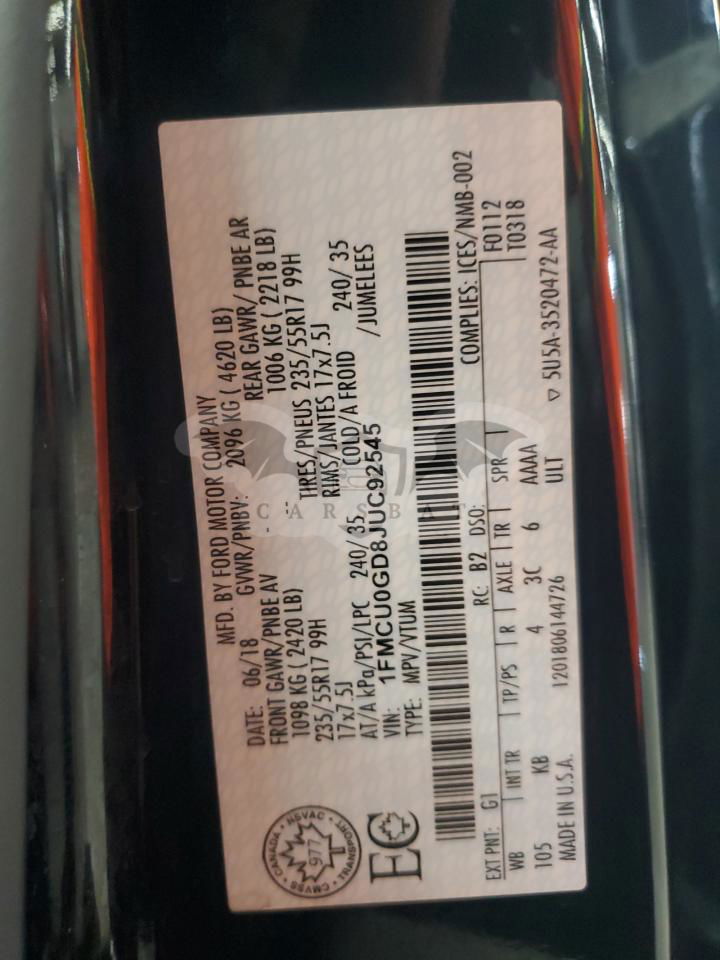 MFD. BY FORD MOTOR COMPANY
DATE: 06/18 GVWR/PNBV: 2096 KG ( 4620 LB)
FRONT GAWR/PNBE AV REAR GAWR/ PNBE AR
1098 KG ( 2420 LB) - 1006 KG ( 2218 LB)
235/55R17 99H -- TIRES/PNEUS 235/55R17 99H
17x7.5J RIMS/JANTES 17x7.5J
AT/A kPa/PSI/LPC 240/ 35 COLD/A FROID 240/ 35
VIN: 1FMCU0GD8JUC92545 /JUMELEES
TYPE: MPV/VTUM
CANADA • NSVAC • TRANSPORT • CMVSS •
977
EC
COMPLIES: ICES/NMB-002
EXT PNT: G1 RC: B2 DSO: F0112
WB INT TR TP/PS R AXLE TR SPR T0318
105 KB 4 3C 6 AAAA
MADE IN U.S.A. 1201806144726 ULT ▽ 5U5A-3520472-AA
CARSBAT